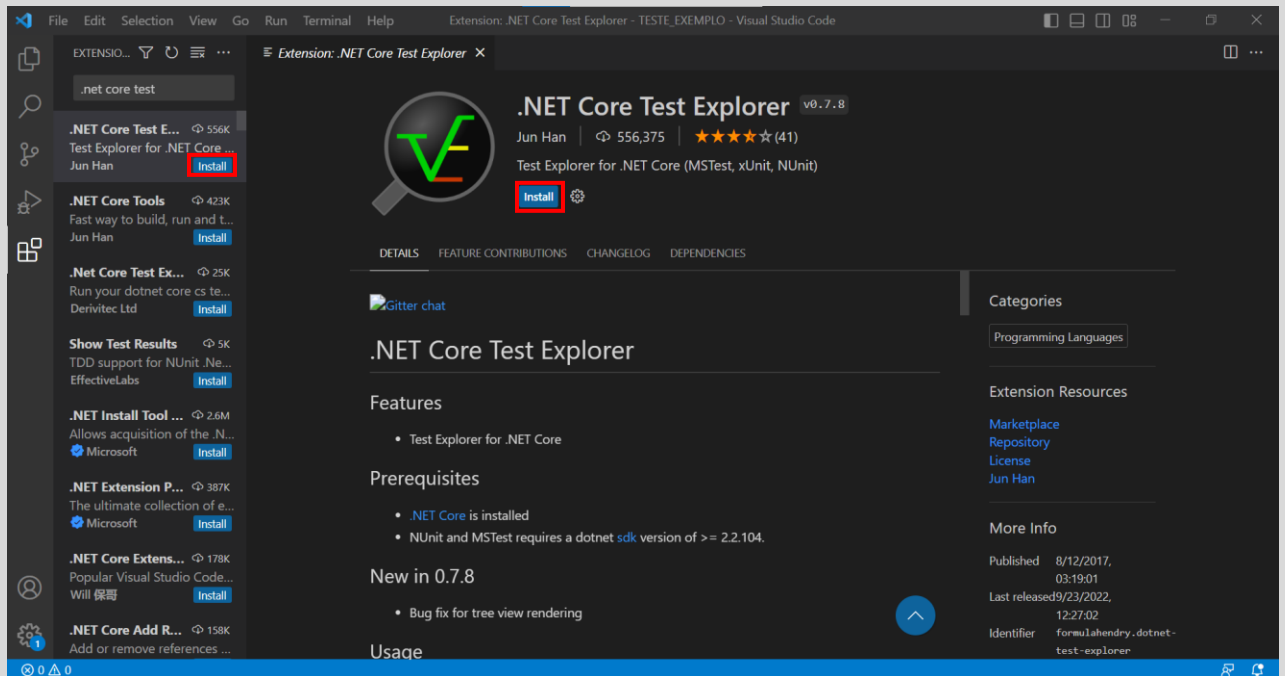 File Edit Selection View Go Run Terminal Help
Extension: .NET Core Test Explorer - TESTE_EXEMPLO - Visual Studio Code
EXTENSIO...
Extension: .NET Core Test Explorer
.net core test
.NET Core Test E... 556K
Test Explorer for .NET Core ...
Jun Han Install
.NET Core Tools 423K
Fast way to build, run and t...
Jun Han Install
.Net Core Test Ex... 25K
Run your dotnet core cs te...
Derivitec Ltd Install
Show Test Results 5K
TDD support for NUnit .Ne...
EffectiveLabs Install
.NET Install Tool ... 2.6M
Allows acquisition of the .N...
Microsoft Install
.NET Extension P... 387K
The ultimate collection of e...
Microsoft Install
.NET Core Extens... 178K
Popular Visual Studio Code...
Will 保哥 Install
.NET Core Add R... 158K
Add or remove references ...
1
0 0
.NET Core Test Explorer v0.7.8
Jun Han 556,375 (41)
Test Explorer for .NET Core (MSTest, xUnit, NUnit)
Install
DETAILS FEATURE CONTRIBUTIONS CHANGELOG DEPENDENCIES
Gitter chat
.NET Core Test Explorer
Features
• Test Explorer for .NET Core
Prerequisites
• .NET Core is installed
• NUnit and MSTest requires a dotnet sdk version of >= 2.2.104.
New in 0.7.8
• Bug fix for tree view rendering
Usage
Categories
Programming Languages
Extension Resources
Marketplace
Repository
License
Jun Han
More Info
Published 8/12/2017,
03:19:01
Last released 9/23/2022,
12:27:02
Identifier formulahendry.dotnet-
test-explorer